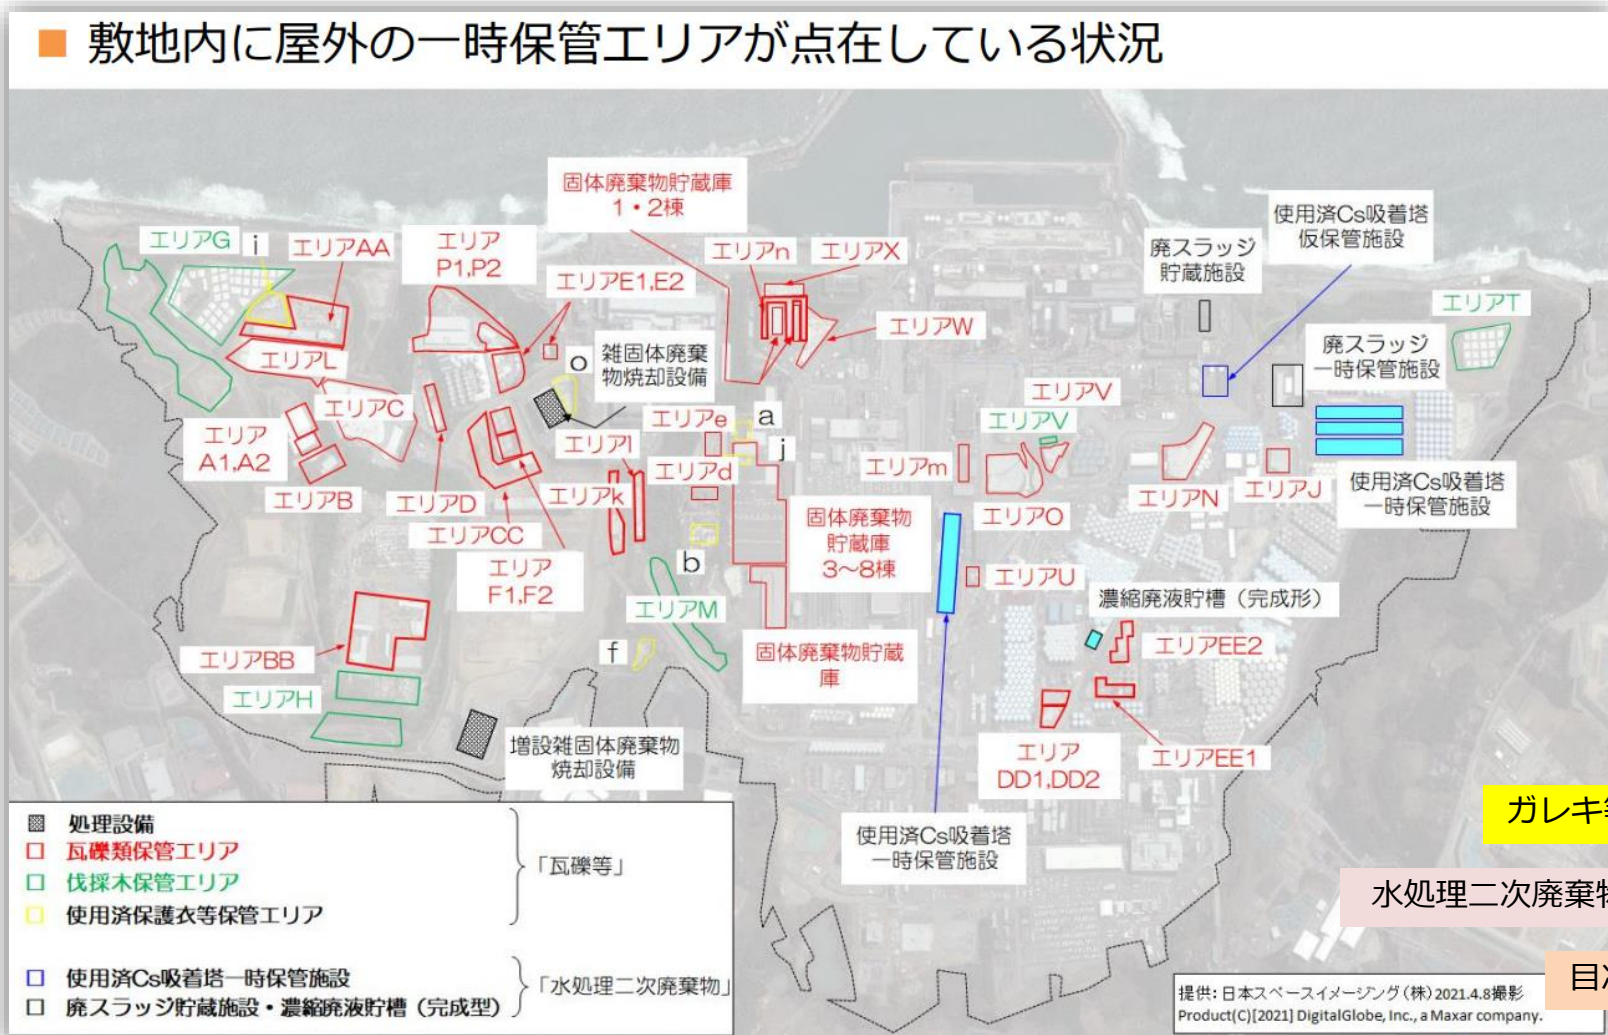 ■ 敷地内に屋外の一時保管エリアが点在している状況
固体廃棄物貯蔵庫
1・2棟
使用済Cs吸着塔
仮保管施設
エリアG
i
エリアAA
エリア
P1,P2
エリアE1,E2
エリアn
エリアX
廃スラッジ
貯蔵施設
エリアT
エリアW
エリアL
o
雑固体廃棄
物焼却設備
廃スラッジ
一時保管施設
エリアC
エリアe
a
エリアV
エリアV
エリア
A1,A2
エリアl
j
エリアd
エリアm
エリアB
エリアD
エリアk
エリアN
エリアJ
使用済Cs吸着塔
一時保管施設
エリアCC
固体廃棄物
貯蔵庫
3～8棟
エリアO
エリア
F1,F2
b
エリアU
エリアM
濃縮廃液貯槽（完成形）
エリアBB
f
固体廃棄物貯蔵
庫
エリアEE2
エリアH
増設雑固体廃棄物
焼却設備
エリア
DD1,DD2
エリアEE1
使用済Cs吸着塔
一時保管施設
処理設備
瓦礫類保管エリア
伐採木保管エリア
使用済保護衣等保管エリア
「瓦礫等」
使用済Cs吸着塔一時保管施設
廃スラッジ貯蔵施設・濃縮廃液貯槽（完成型）
「水処理二次廃棄物」
ガレキ
水処理二次廃棄物
目次
提供：日本スペースイメージング（株）2021.4.8撮影
Product(C)[2021] DigitalGlobe, Inc., a Maxar company.